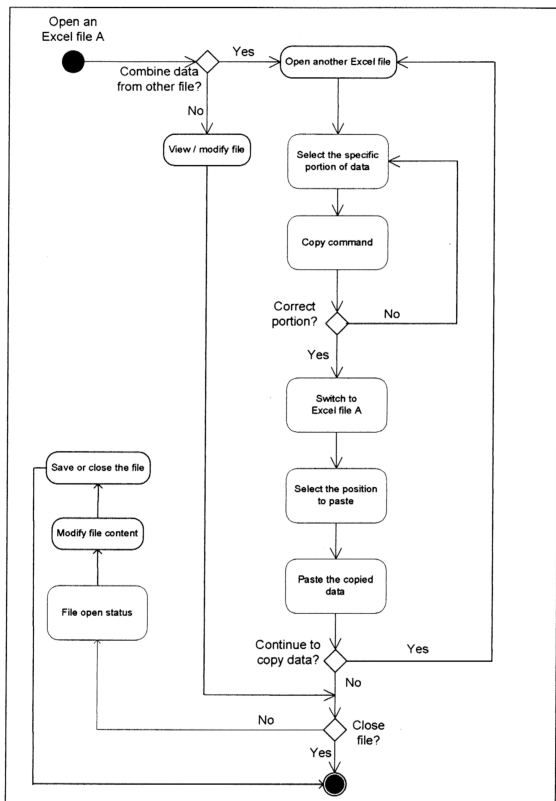 Open an
Excel file A
Combine data
from other file?
Yes
Open another Excel file
No
View / modify file
Select the specific
portion of data
Copy command
Correct
portion?
No
Yes
Switch to
Excel file A
Save or close the file
Select the position
to paste
Modify file content
Paste the copied
data
File open status
Continue to
copy data?
Yes
No
No
Close
file?
Yes